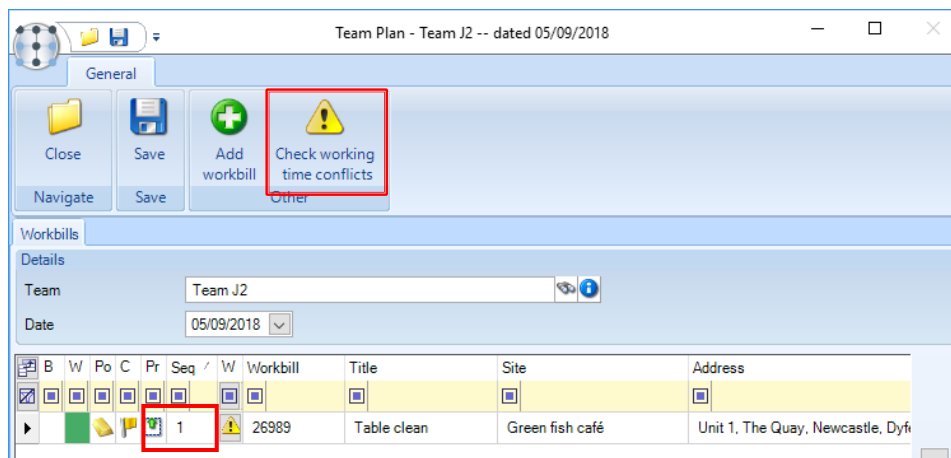 Team Plan - Team J2 -- dated 05/09/2018
General
Close
Save
Add
workbill
Check working
time conflicts
Navigate
Save
Other
Workbills
Details
Team
Team J2
Date
05/09/2018
B W Po C Pr Seq W Workbill Title Site Address
1 26989 Table clean Green fish café Unit 1, The Quay, Newcastle, Dyfe